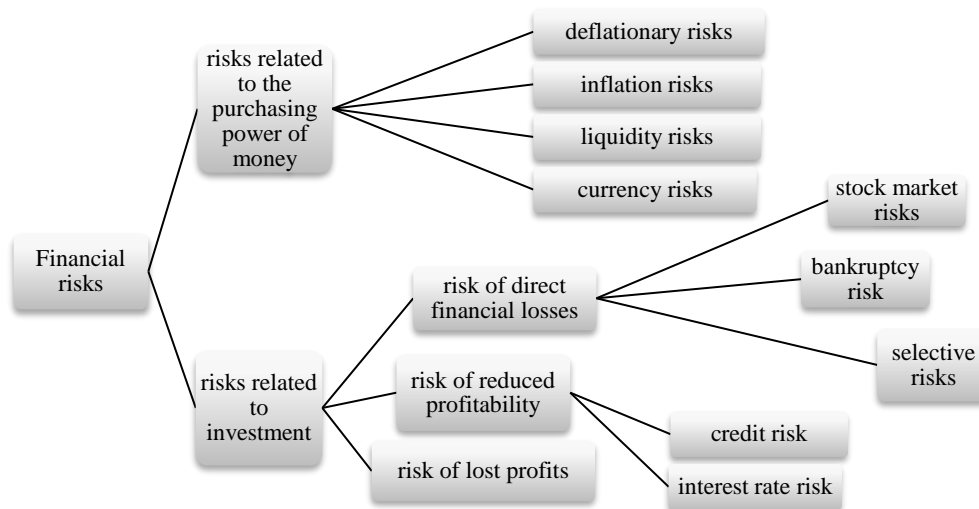 Financial
risks
risks related
to the
purchasing
power of
money
deflationary risks
inflation risks
liquidity risks
currency risks
risks related
to
investment
risk of direct
financial losses
stock market
risks
bankruptcy
risk
selective
risks
risk of reduced
profitability
credit risk
interest rate risk
risk of lost profits